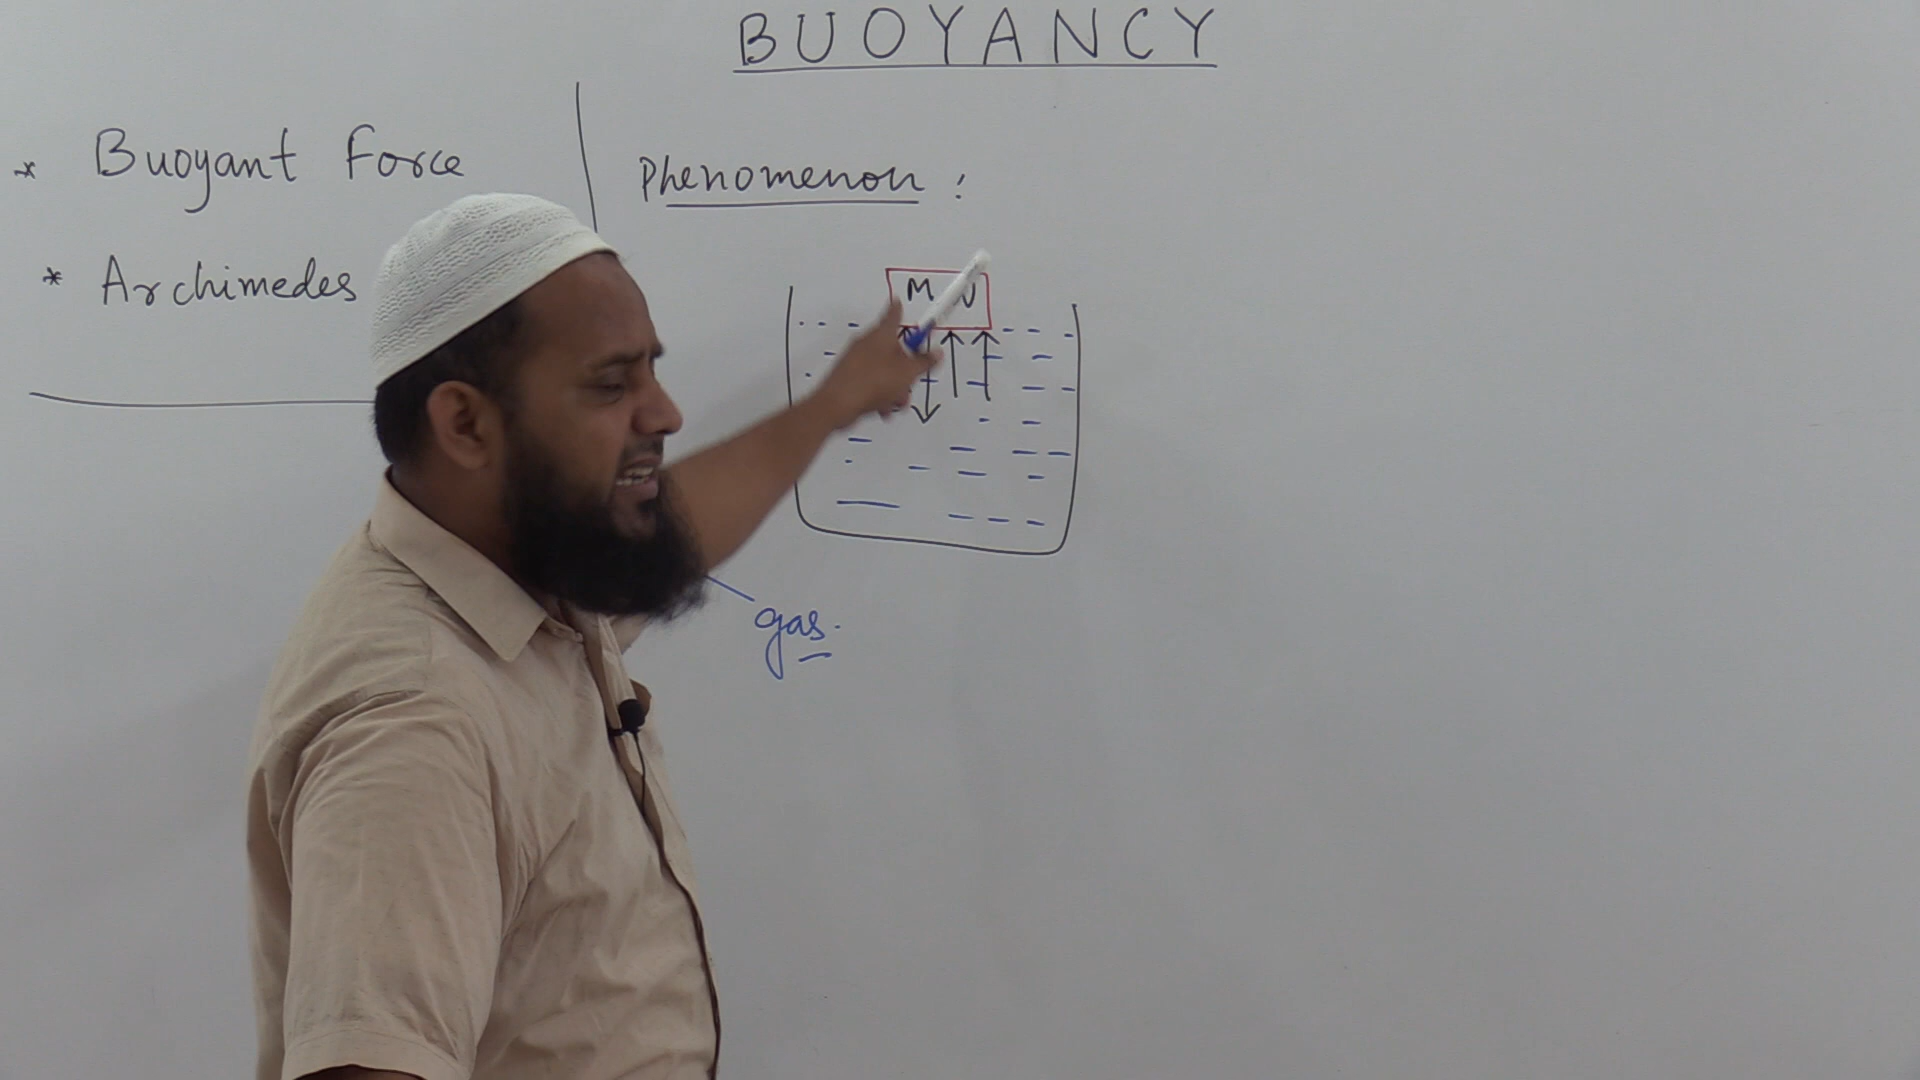 BUOYANCY
* Buoyant Force
* Archimedes
Phenomenon :
M
gas.